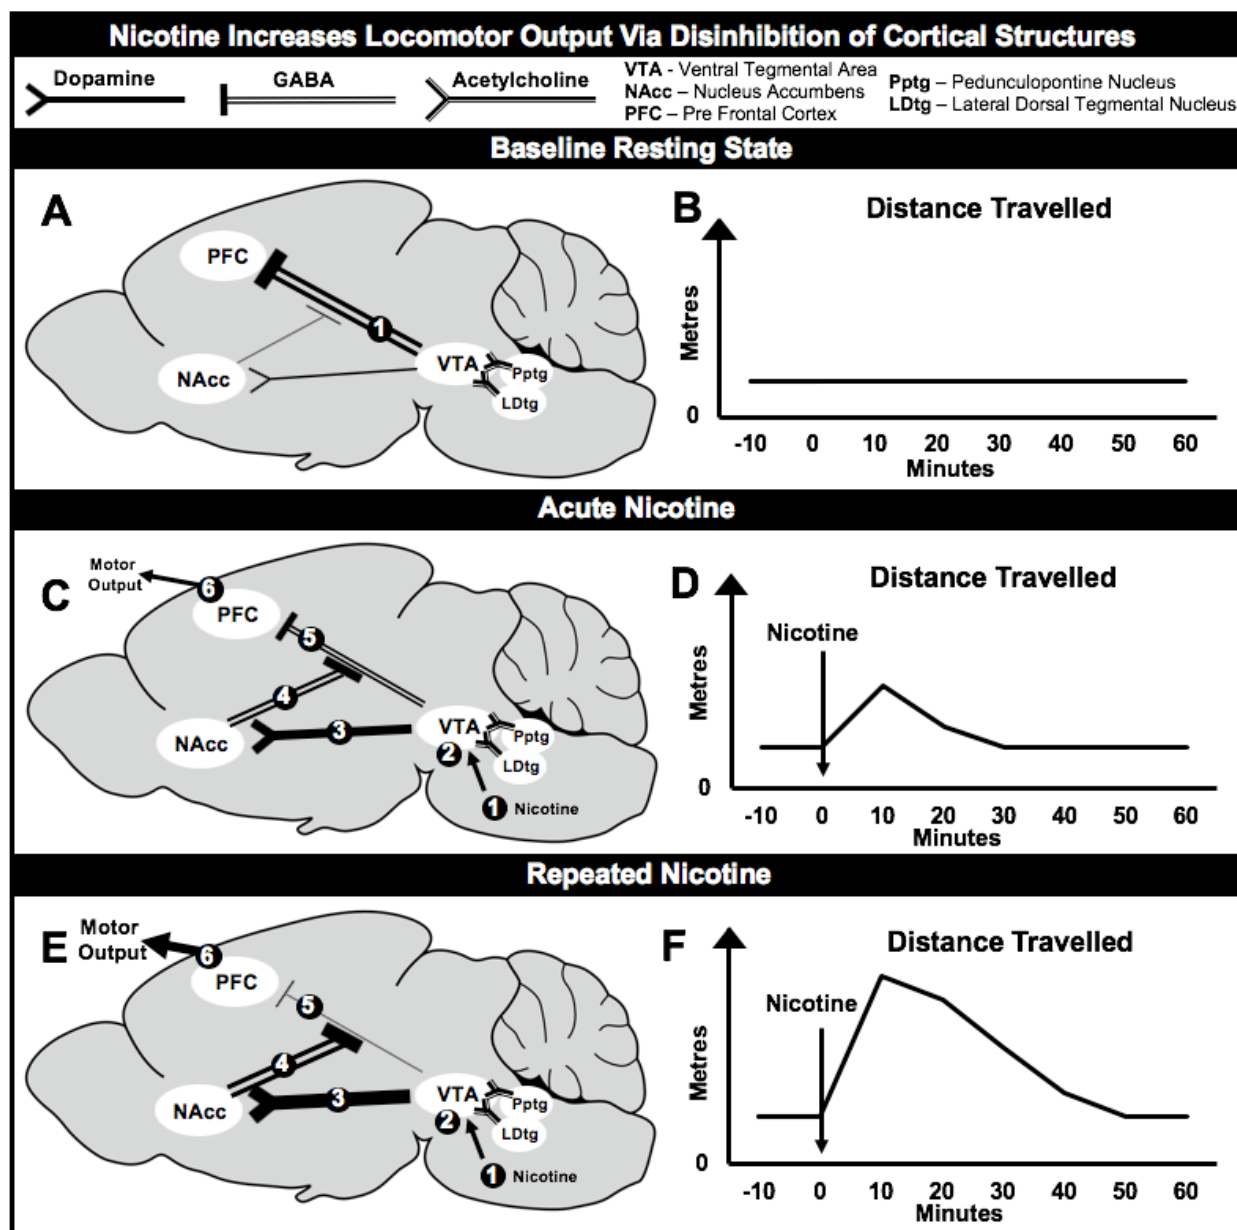 Nicotine Increases Locomotor Output Via Disinhibition of Cortical Structures
Dopamine GABA Acetylcholine
VTA - Ventral Tegmental Area
NAcc – Nucleus Accumbens
PFC – Pre Frontal Cortex
Pptg – Pedunculopontine Nucleus
LDtg – Lateral Dorsal Tegmental Nucleus
Baseline Resting State
A
PFC
1
NAcc
VTA
Pptg
LDtg
B
Distance Travelled
Metres
0
-10 0 10 20 30 40 50 60
Minutes
Acute Nicotine
C
Motor
Output
6
PFC
5
4
3
NAcc
VTA
2
Pptg
LDtg
1 Nicotine
D
Distance Travelled
Nicotine
Metres
0
-10 0 10 20 30 40 50 60
Minutes
Repeated Nicotine
E
Motor
Output
6
PFC
5
4
3
NAcc
VTA
2
Pptg
LDtg
1 Nicotine
F
Distance Travelled
Nicotine
Metres
0
-10 0 10 20 30 40 50 60
Minutes